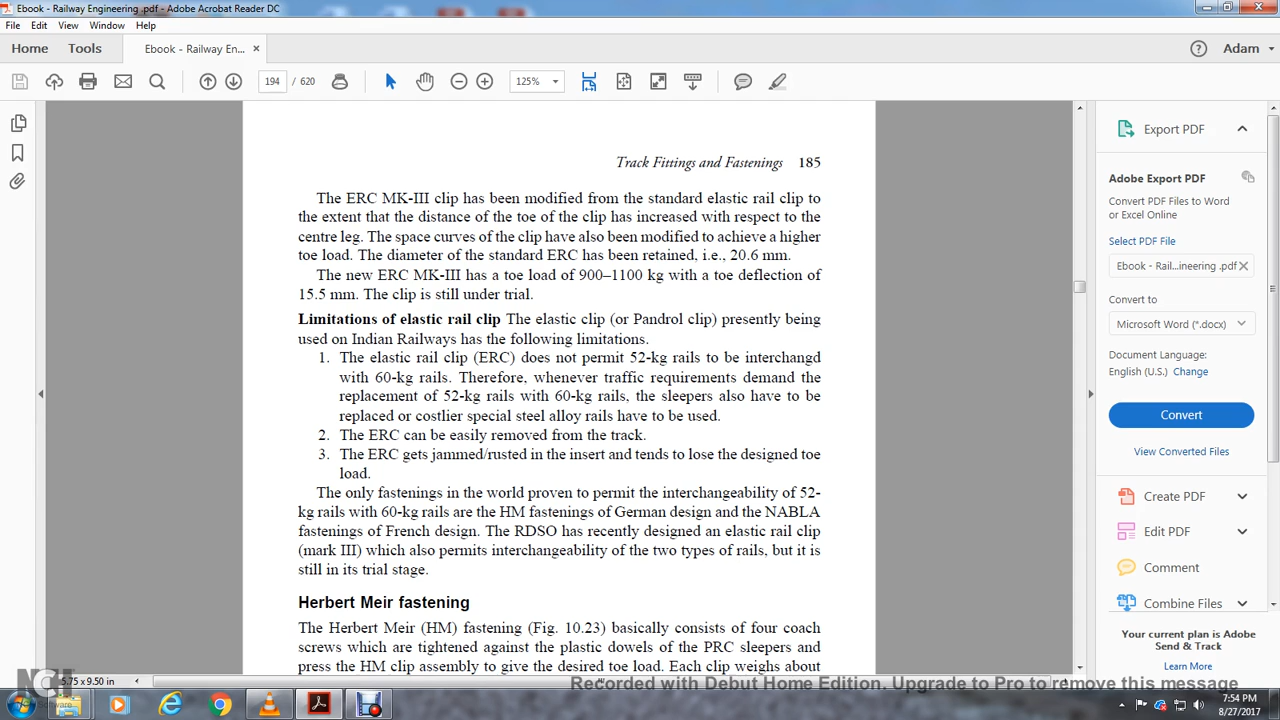 Ebook - Railway Engineering .pdf - Adobe Acrobat Reader DC
File Edit View Window Help
Home Tools Ebook - Railway En... × Adam
194 / 620 125%
Track Fittings and Fastenings 185
The ERC MK-III clip has been modified from the standard elastic rail clip to
the extent that the distance of the toe of the clip has increased with respect to the
centre leg. The space curves of the clip have also been modified to achieve a higher
toe load. The diameter of the standard ERC has been retained, i.e., 20.6 mm.
The new ERC MK-III has a toe load of 900–1100 kg with a toe deflection of
15.5 mm. The clip is still under trial.
Limitations of elastic rail clip The elastic clip (or Pandrol clip) presently being
used on Indian Railways has the following limitations.
1. The elastic rail clip (ERC) does not permit 52-kg rails to be interchangd
with 60-kg rails. Therefore, whenever traffic requirements demand the
replacement of 52-kg rails with 60-kg rails, the sleepers also have to be
replaced or costlier special steel alloy rails have to be used.
2. The ERC can be easily removed from the track.
3. The ERC gets jammed/rusted in the insert and tends to lose the designed toe
load.
The only fastenings in the world proven to permit the interchangeability of 52-
kg rails with 60-kg rails are the HM fastenings of German design and the NABLA
fastenings of French design. The RDSO has recently designed an elastic rail clip
(mark III) which also permits interchangeability of the two types of rails, but it is
still in its trial stage.
Herbert Meir fastening
The Herbert Meir (HM) fastening (Fig. 10.23) basically consists of four coach
screws which are tightened against the plastic dowels of the PRC sleepers and
press the HM clip assembly to give the desired toe load. Each clip weighs about
Export PDF
Adobe Export PDF
Convert PDF Files to Word
or Excel Online
Select PDF File
Ebook - Rail...ineering .pdf
Convert to
Microsoft Word (*.docx)
Document Language:
English (U.S.) Change
Convert
View Converted Files
Create PDF
Edit PDF
Comment
Combine Files
Your current plan is Adobe
Send & Track
Learn More
5.75 x 9.50 in
NCH Software
Recorded with Debut Home Edition. Upgrade to Pro to remove this message
7:54 PM
8/27/2017